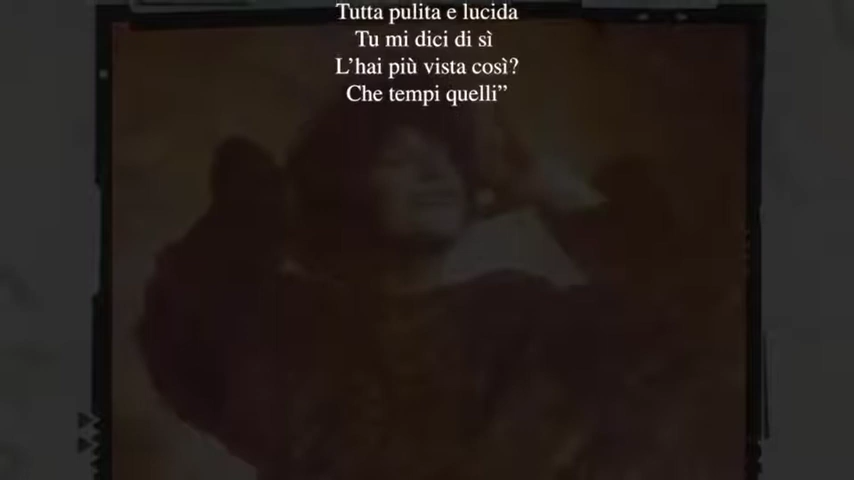 Tutta pulita e lucida
Tu mi dici di sì
L’hai più vista così?
Che tempi quelli”